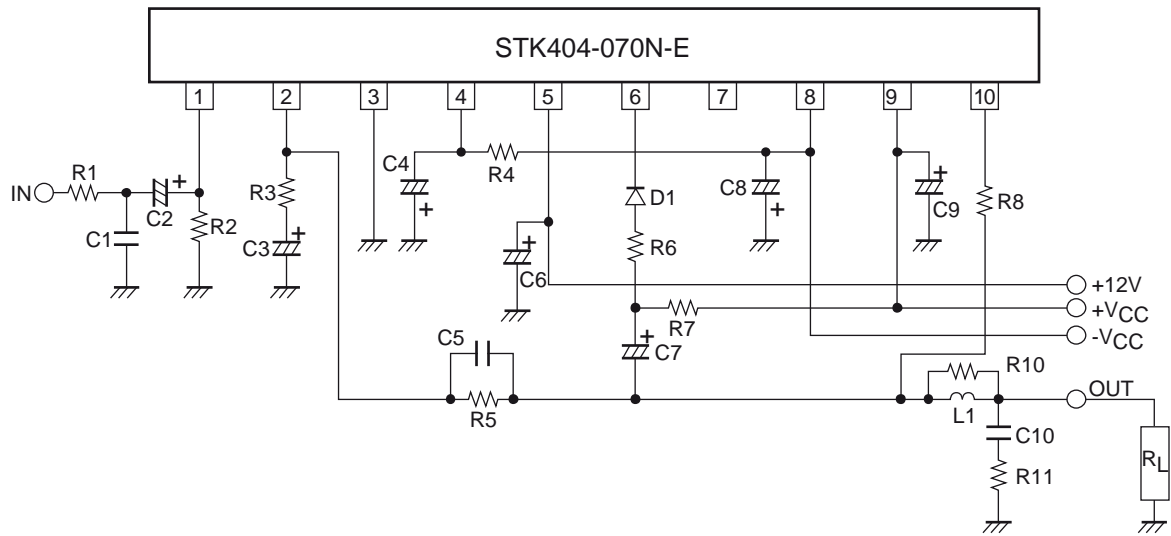 STK404-070N-E
1 2 3 4 5 6 7 8 9 10
IN
R1
C1
C2
+
R2
R3
C3
+
C4
+
R4
C6
+
D1
R6
R7
C7
+
C8
+
C9
+
R8
+12V
+VCC
-VCC
C5
R5
R10
L1
OUT
C10
R11
RL